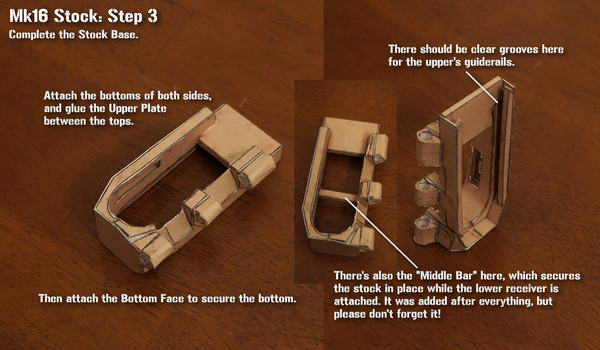 Mk16 Stock: Step 3
Complete the Stock Base.
There should be clear grooves here
for the upper's guiderails.
Attach the bottoms of both sides,
and glue the Upper Plate
between the tops.
There's also the "Middle Bar" here, which secures
the stock in place while the lower receiver is
attached. It was added after everything, but
please don't forget it!
Then attach the Bottom Face to secure the bottom.